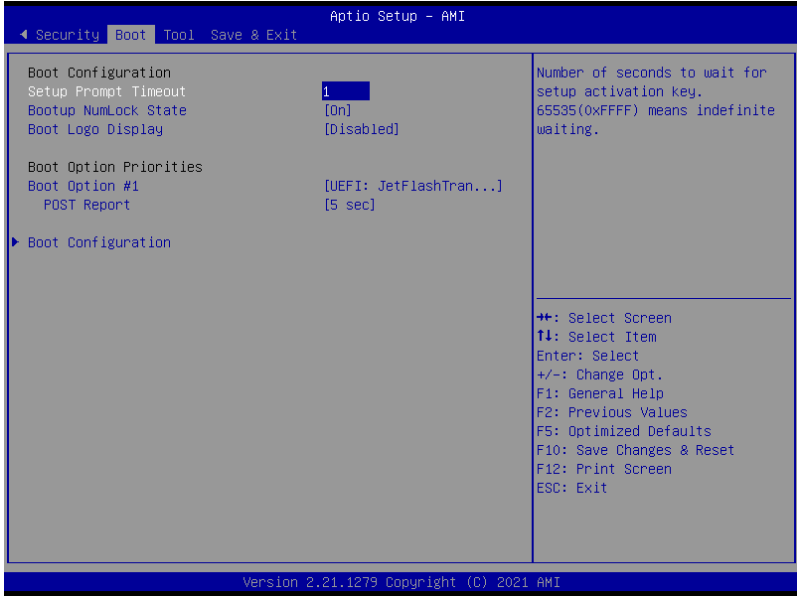 Aptio Setup – AMI
Security Boot Tool Save & Exit
Boot Configuration
Setup Prompt Timeout 1
Bootup NumLock State [On]
Boot Logo Display [Disabled]
Boot Option Priorities
Boot Option #1 [UEFI: JetFlashTran...]
POST Report [5 sec]
Boot Configuration
Number of seconds to wait for
setup activation key.
65535(0xFFFF) means indefinite
waiting.
→←: Select Screen
↑↓: Select Item
Enter: Select
+/-: Change Opt.
F1: General Help
F2: Previous Values
F5: Optimized Defaults
F10: Save Changes & Reset
F12: Print Screen
ESC: Exit
Version 2.21.1279 Copyright (C) 2021 AMI